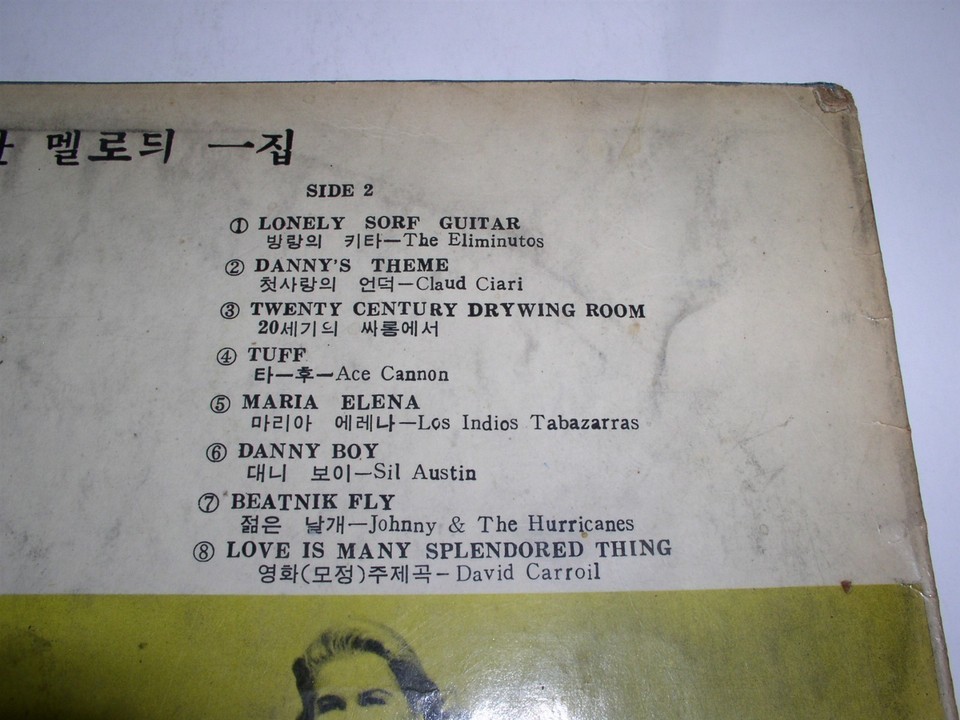 멜로듸 一집
SIDE 2
① LONELY SORF GUITAR
방랑의 키타—The Eliminutos
② DANNY'S THEME
첫사랑의 언덕—Claud Ciari
③ TWENTY CENTURY DRYWING ROOM
20세기의 싸롱에서
④ TUFF
타—후—Ace Cannon
⑤ MARIA ELENA
마리아 에레나—Los Indios Tabazarras
⑥ DANNY BOY
대니 보이—Sil Austin
⑦ BEATNIK FLY
젊은 날개—Johnny & The Hurricanes
⑧ LOVE IS MANY SPLENDORED THING
영화(모정)주제곡—David Carroil